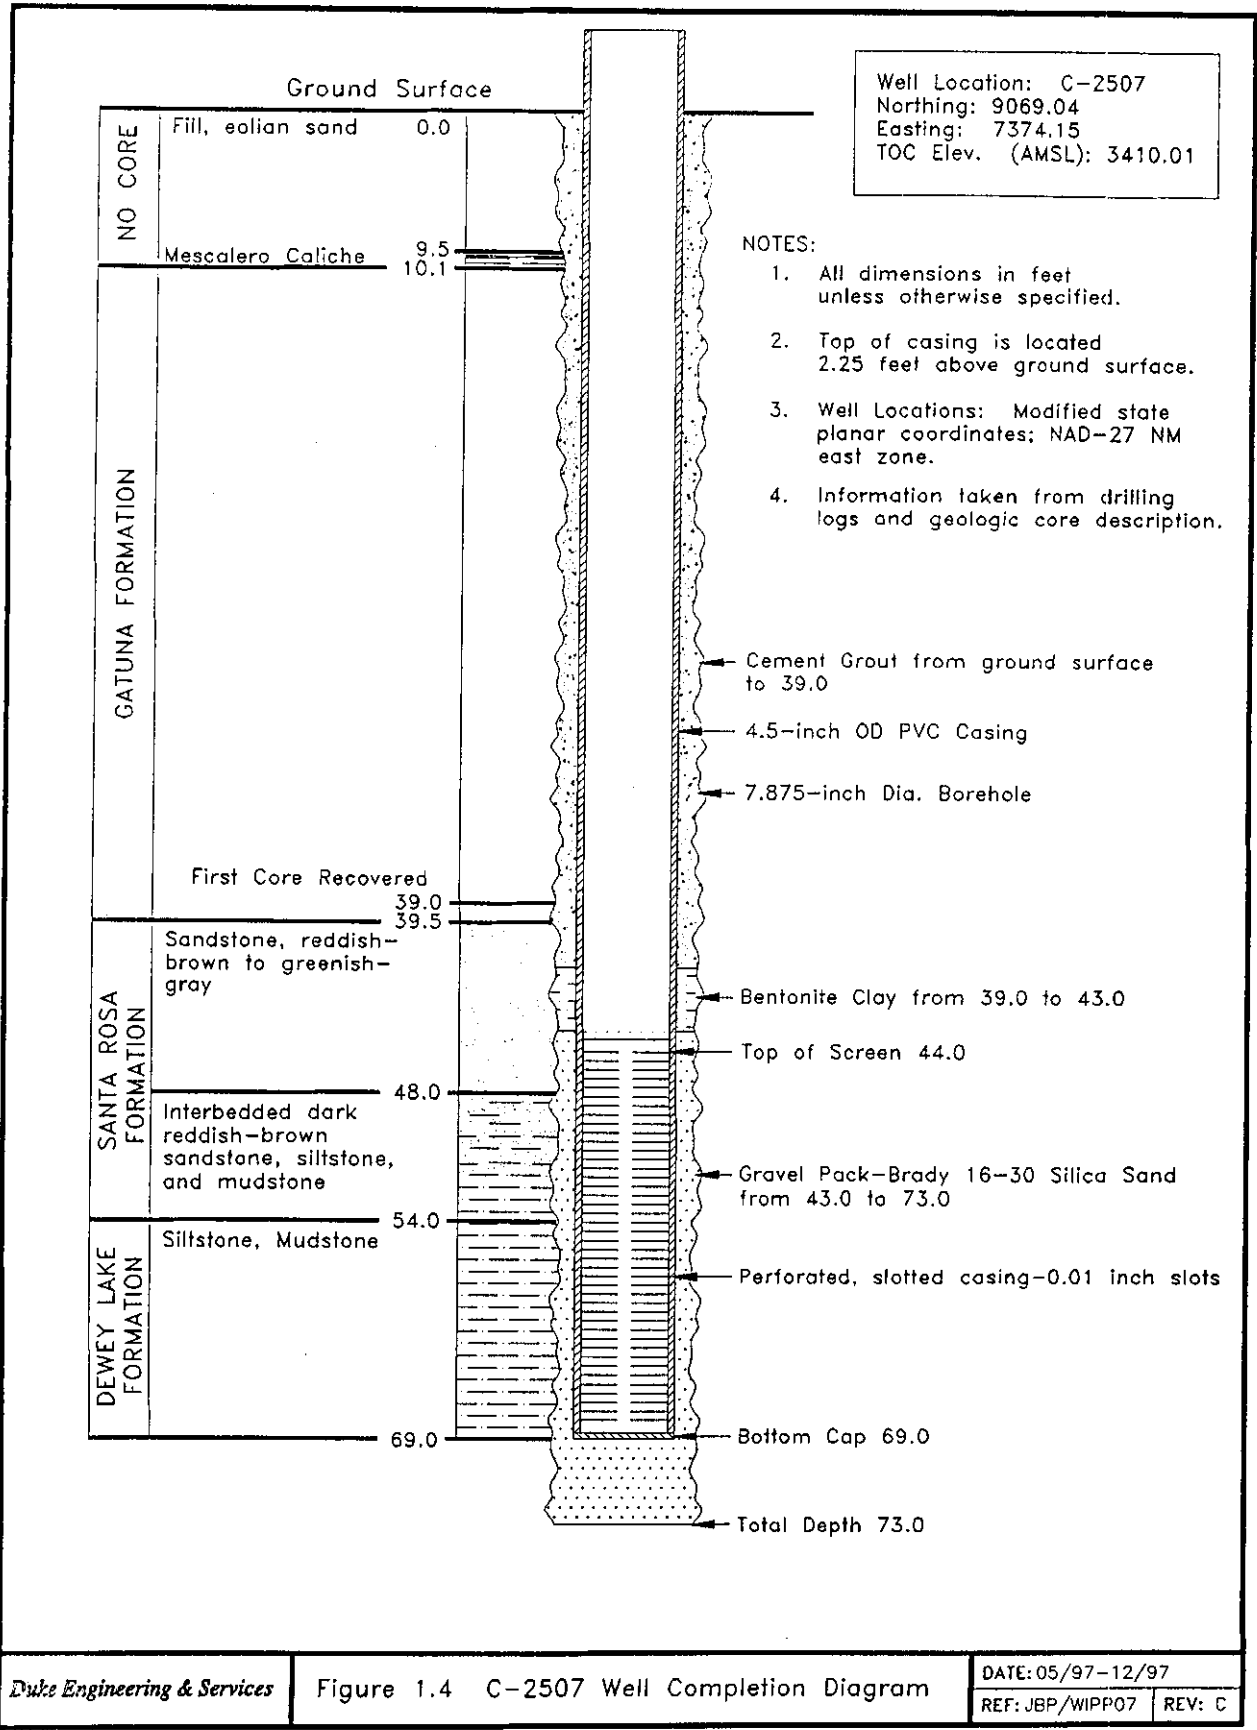 Ground Surface
Well Location: C-2507
Northing: 9069.04
Easting: 7374.15
TOC Elev. (AMSL): 3410.01
NO CORE
Fill, eolian sand 0.0
Mescalero Caliche 9.5
10.1
NOTES:
1. All dimensions in feet
unless otherwise specified.
2. Top of casing is located
2.25 feet above ground surface.
3. Well Locations: Modified state
planar coordinates; NAD-27 NM
east zone.
4. Information taken from drilling
logs and geologic core description.
GATUNA FORMATION
Cement Grout from ground surface
to 39.0
4.5-inch OD PVC Casing
7.875-inch Dia. Borehole
First Core Recovered
39.0
39.5
SANTA ROSA
FORMATION
Sandstone, reddish-
brown to greenish-
gray
Bentonite Clay from 39.0 to 43.0
Top of Screen 44.0
48.0
Interbedded dark
reddish-brown
sandstone, siltstone,
and mudstone
Gravel Pack-Brady 16-30 Silica Sand
from 43.0 to 73.0
54.0
DEWEY LAKE
FORMATION
Siltstone, Mudstone
Perforated, slotted casing-0.01 inch slots
69.0
Bottom Cap 69.0
Total Depth 73.0
Duke Engineering & Services
Figure 1.4 C-2507 Well Completion Diagram
DATE: 05/97-12/97
REF: JBP/WIPP07
REV: C